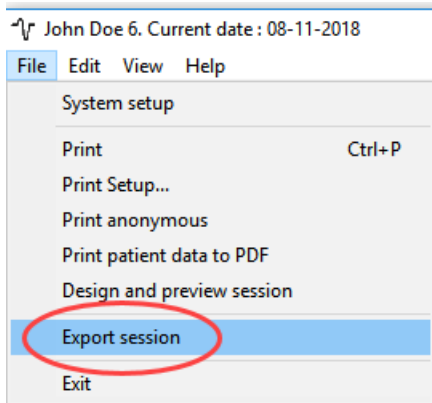 John Doe 6. Current date : 08-11-2018
File Edit View Help
System setup
Print Ctrl+P
Print Setup...
Print anonymous
Print patient data to PDF
Design and preview session
Export session
Exit